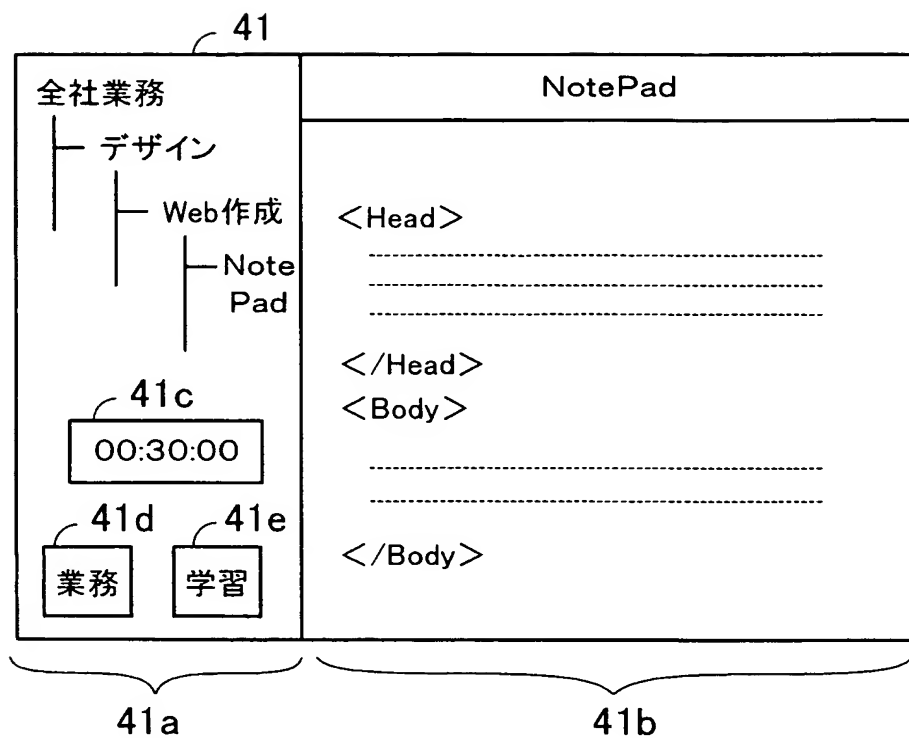 41
全社業務
デザイン
Web作成
Note
Pad
41c
00:30:00
41d
41e
業務
学習
NotePad
<Head>
</Head>
<Body>
</Body>
41a
41b